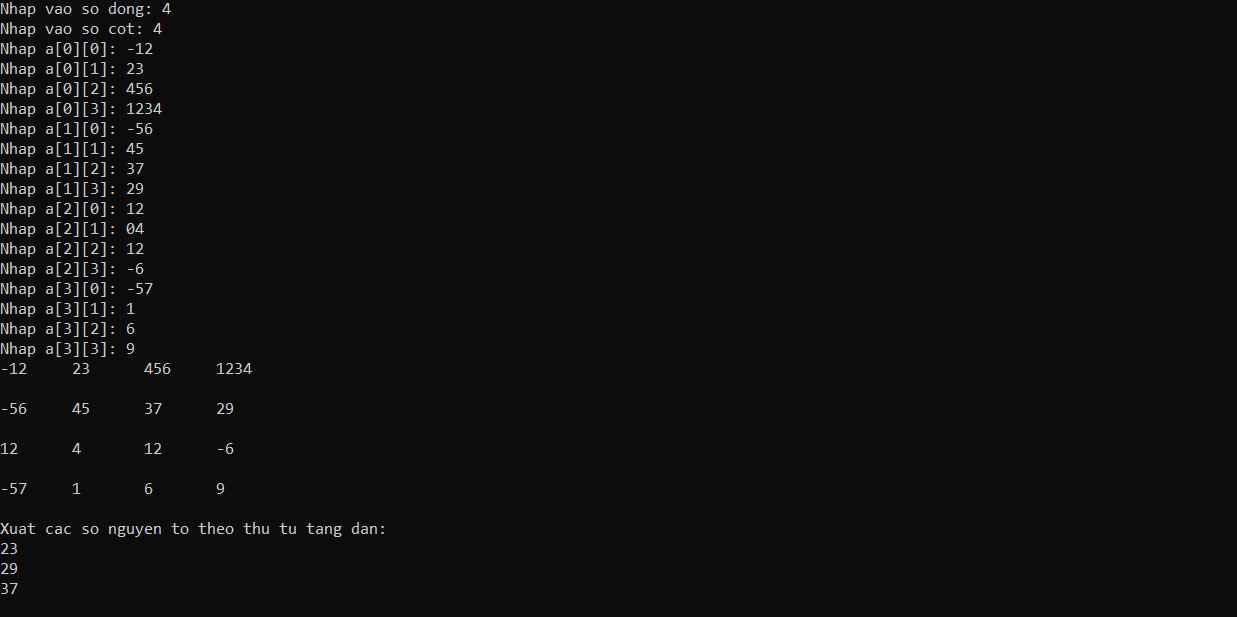 Nhap vao so dong: 4
Nhap vao so cot: 4
Nhap a[0][0]: -12
Nhap a[0][1]: 23
Nhap a[0][2]: 456
Nhap a[0][3]: 1234
Nhap a[1][0]: -56
Nhap a[1][1]: 45
Nhap a[1][2]: 37
Nhap a[1][3]: 29
Nhap a[2][0]: 12
Nhap a[2][1]: 04
Nhap a[2][2]: 12
Nhap a[2][3]: -6
Nhap a[3][0]: -57
Nhap a[3][1]: 1
Nhap a[3][2]: 6
Nhap a[3][3]: 9
-12     23      456     1234
-56     45      37      29
12      4       12      -6
-57     1       6       9
Xuat cac so nguyen to theo thu tu tang dan:
23
29
37